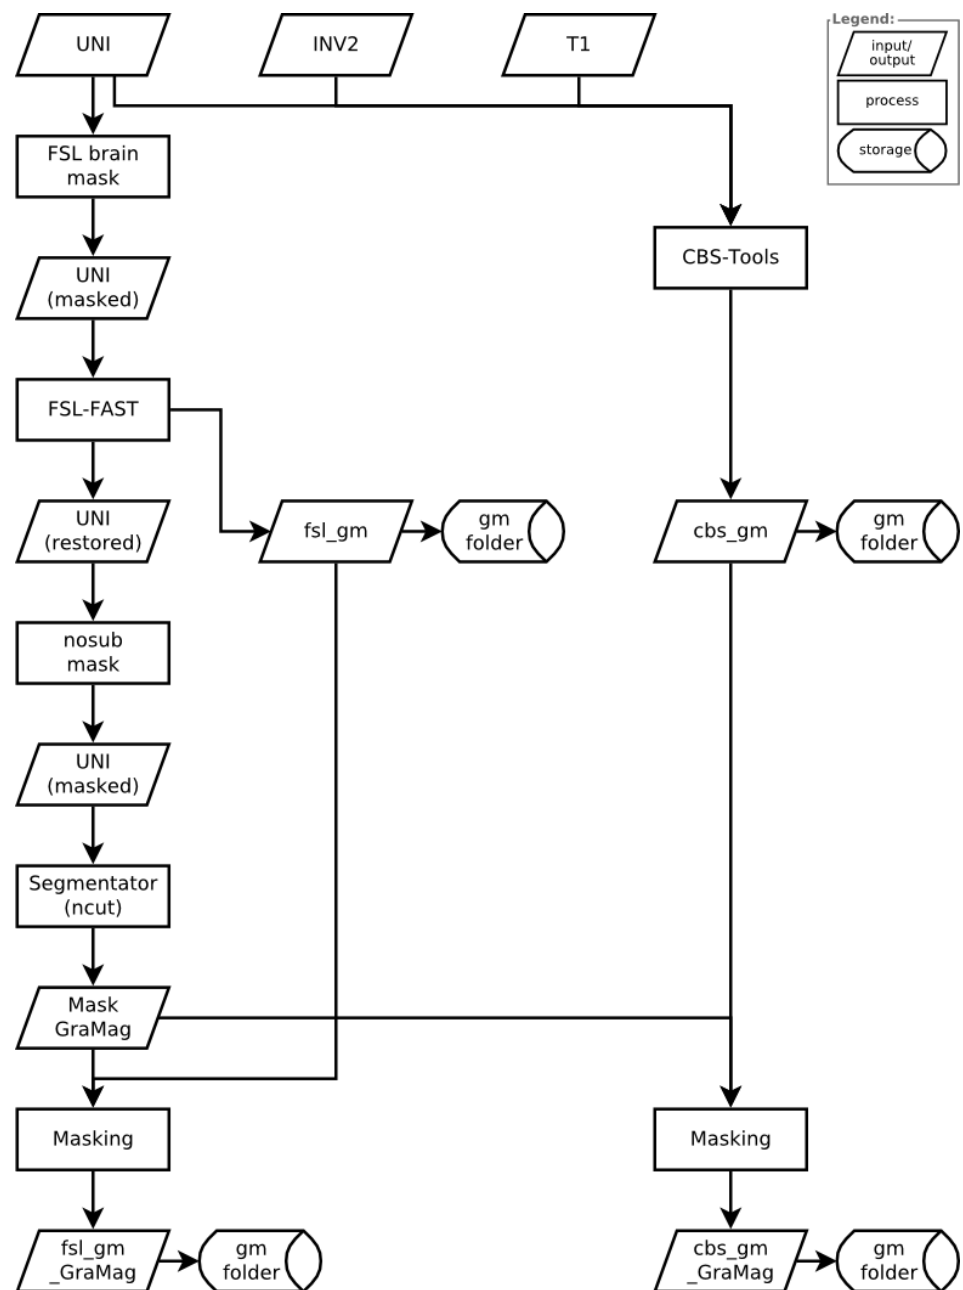 UNI
INV2
T1
Legend:
input/
output
process
storage
FSL brain
mask
CBS-Tools
UNI
(masked)
FSL-FAST
UNI
(restored)
fsl_gm
gm
folder
cbs_gm
gm
folder
nosub
mask
UNI
(masked)
Segmentator
(ncut)
Mask
GraMag
Masking
Masking
fsl_gm
_GraMag
gm
folder
cbs_gm
_GraMag
gm
folder